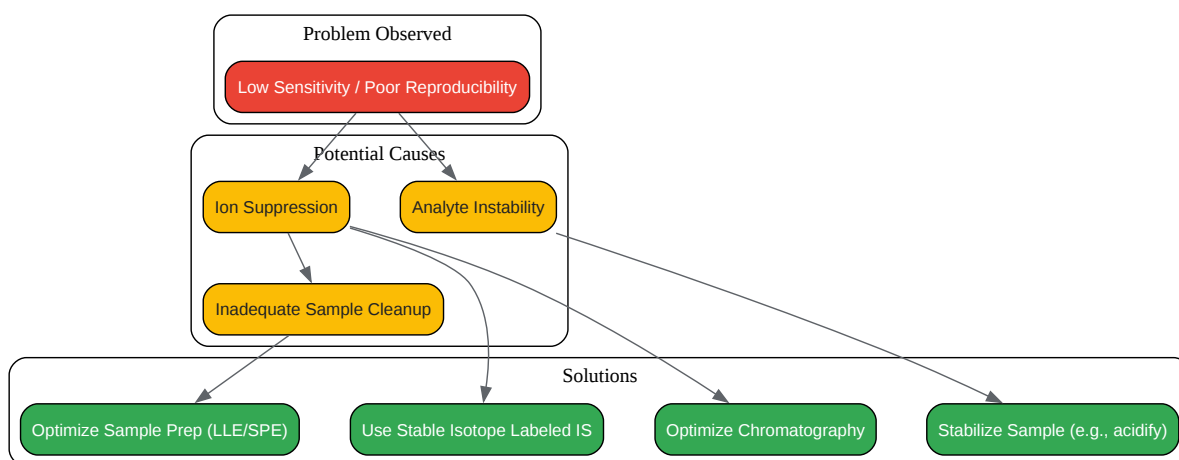 Problem Observed
Low Sensitivity / Poor Reproducibility
Potential Causes
Ion Suppression
Analyte Instability
Inadequate Sample Cleanup
Solutions
Optimize Sample Prep (LLE/SPE)
Use Stable Isotope Labeled IS
Optimize Chromatography
Stabilize Sample (e.g., acidify)